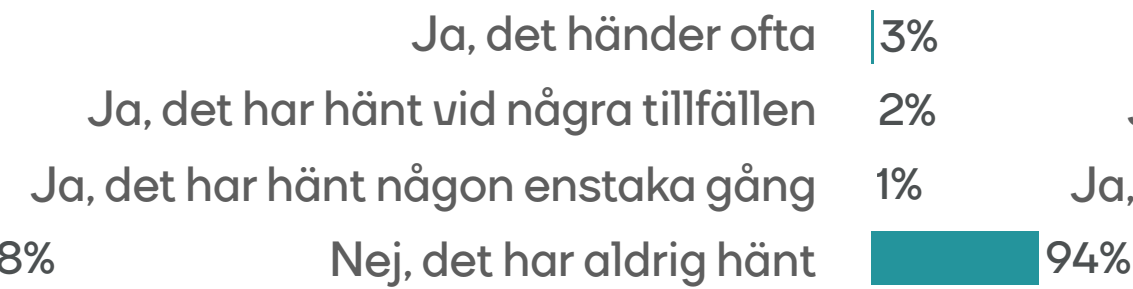 Ja, det händer ofta 3%
Ja, det har hänt vid några tillfällen 2%
Ja, det har hänt någon enstaka gång 1% Ja,
8% Nej, det har aldrig hänt 94%